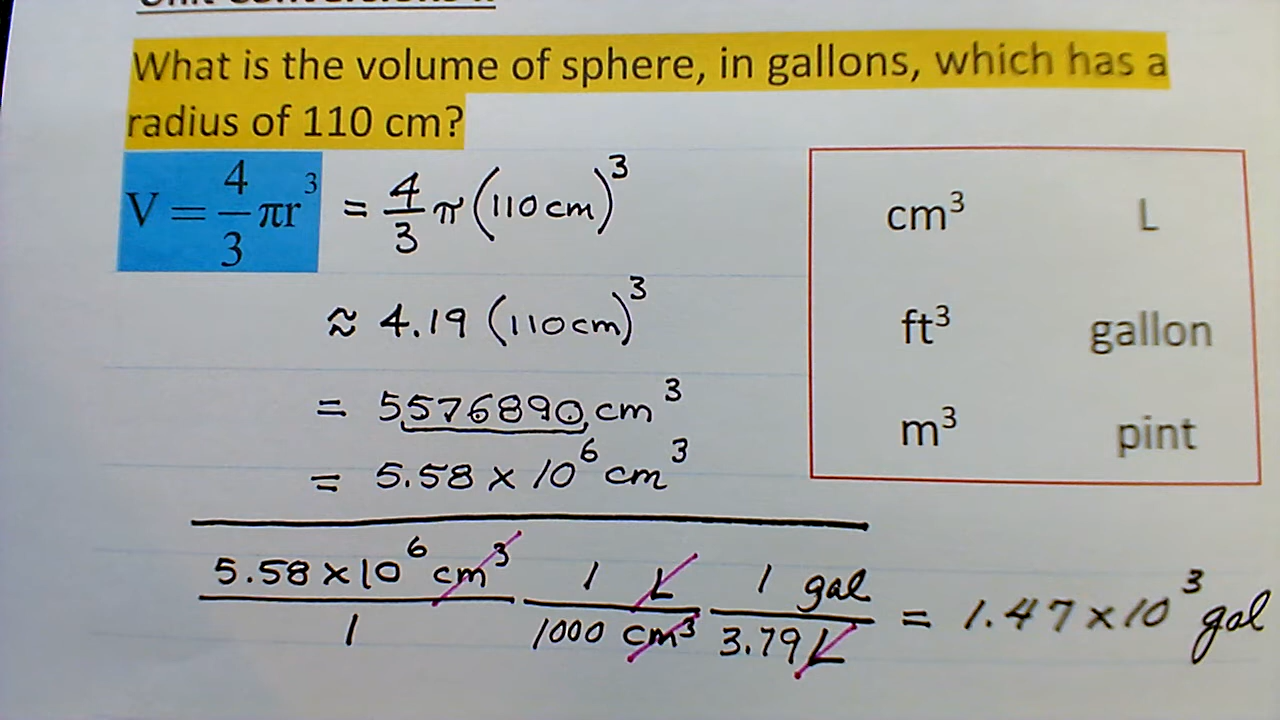 What is the volume of sphere, in gallons, which has a
radius of 110 cm?
V = 4/3 πr³ = 4/3 π (110 cm)³
≈ 4.19 (110cm)³
= 5576890, cm³
= 5.58 × 10⁶ cm³
cm³ L
ft³ gallon
m³ pint
5.58 × 10⁶ cm³ / 1 1 L / 1000 cm³ 1 gal / 3.79 L = 1.47 × 10³ gal